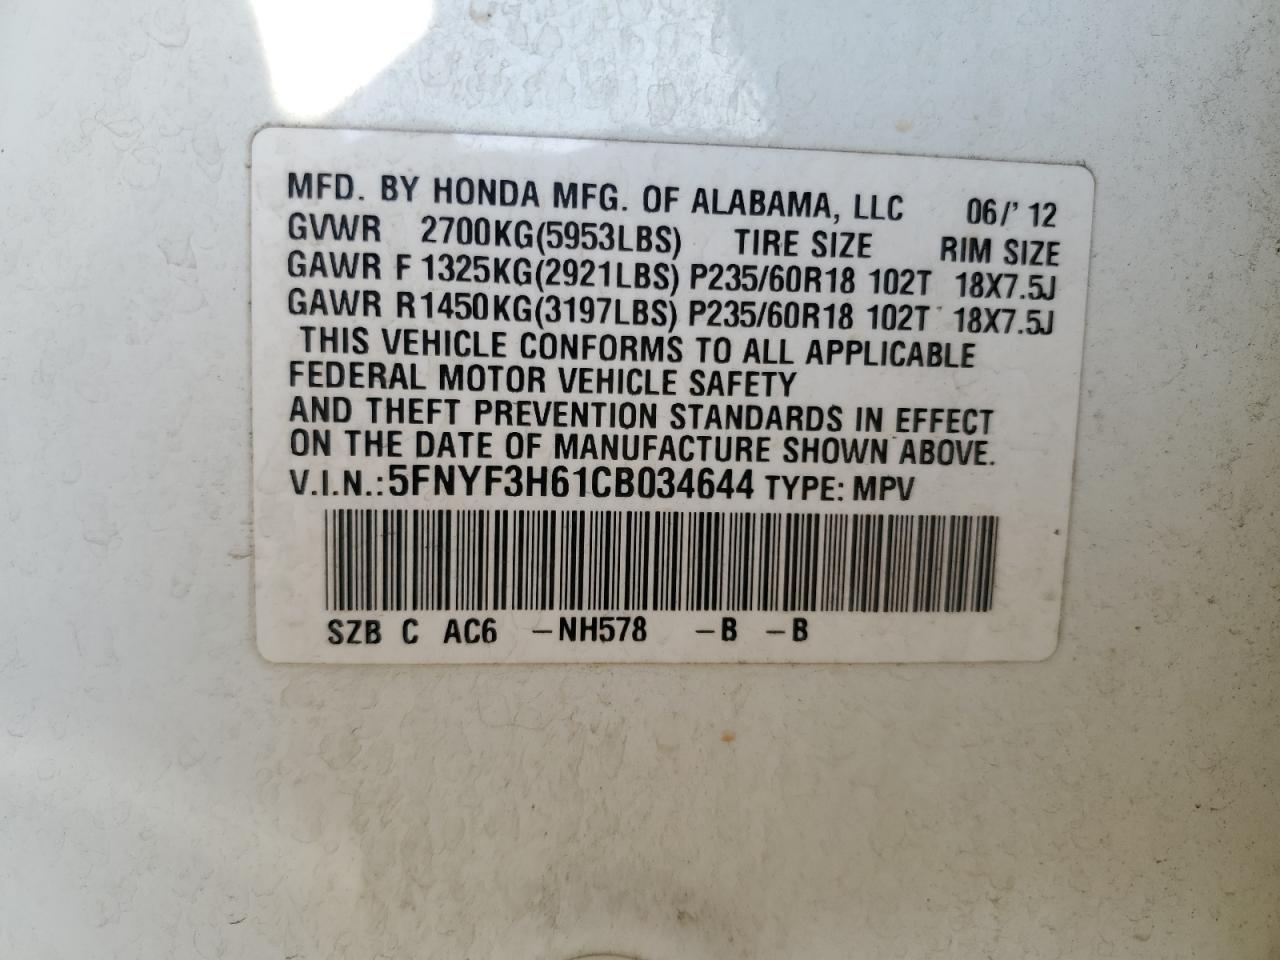 MFD. BY HONDA MFG. OF ALABAMA, LLC 06/' 12
GVWR 2700KG(5953LBS) TIRE SIZE RIM SIZE
GAWR F 1325KG(2921LBS) P235/60R18 102T 18X7.5J
GAWR R1450KG(3197LBS) P235/60R18 102T 18X7.5J
THIS VEHICLE CONFORMS TO ALL APPLICABLE
FEDERAL MOTOR VEHICLE SAFETY
AND THEFT PREVENTION STANDARDS IN EFFECT
ON THE DATE OF MANUFACTURE SHOWN ABOVE.
V.I.N.:5FNYF3H61CB034644 TYPE: MPV
SZB C AC6 -NH578 -B -B